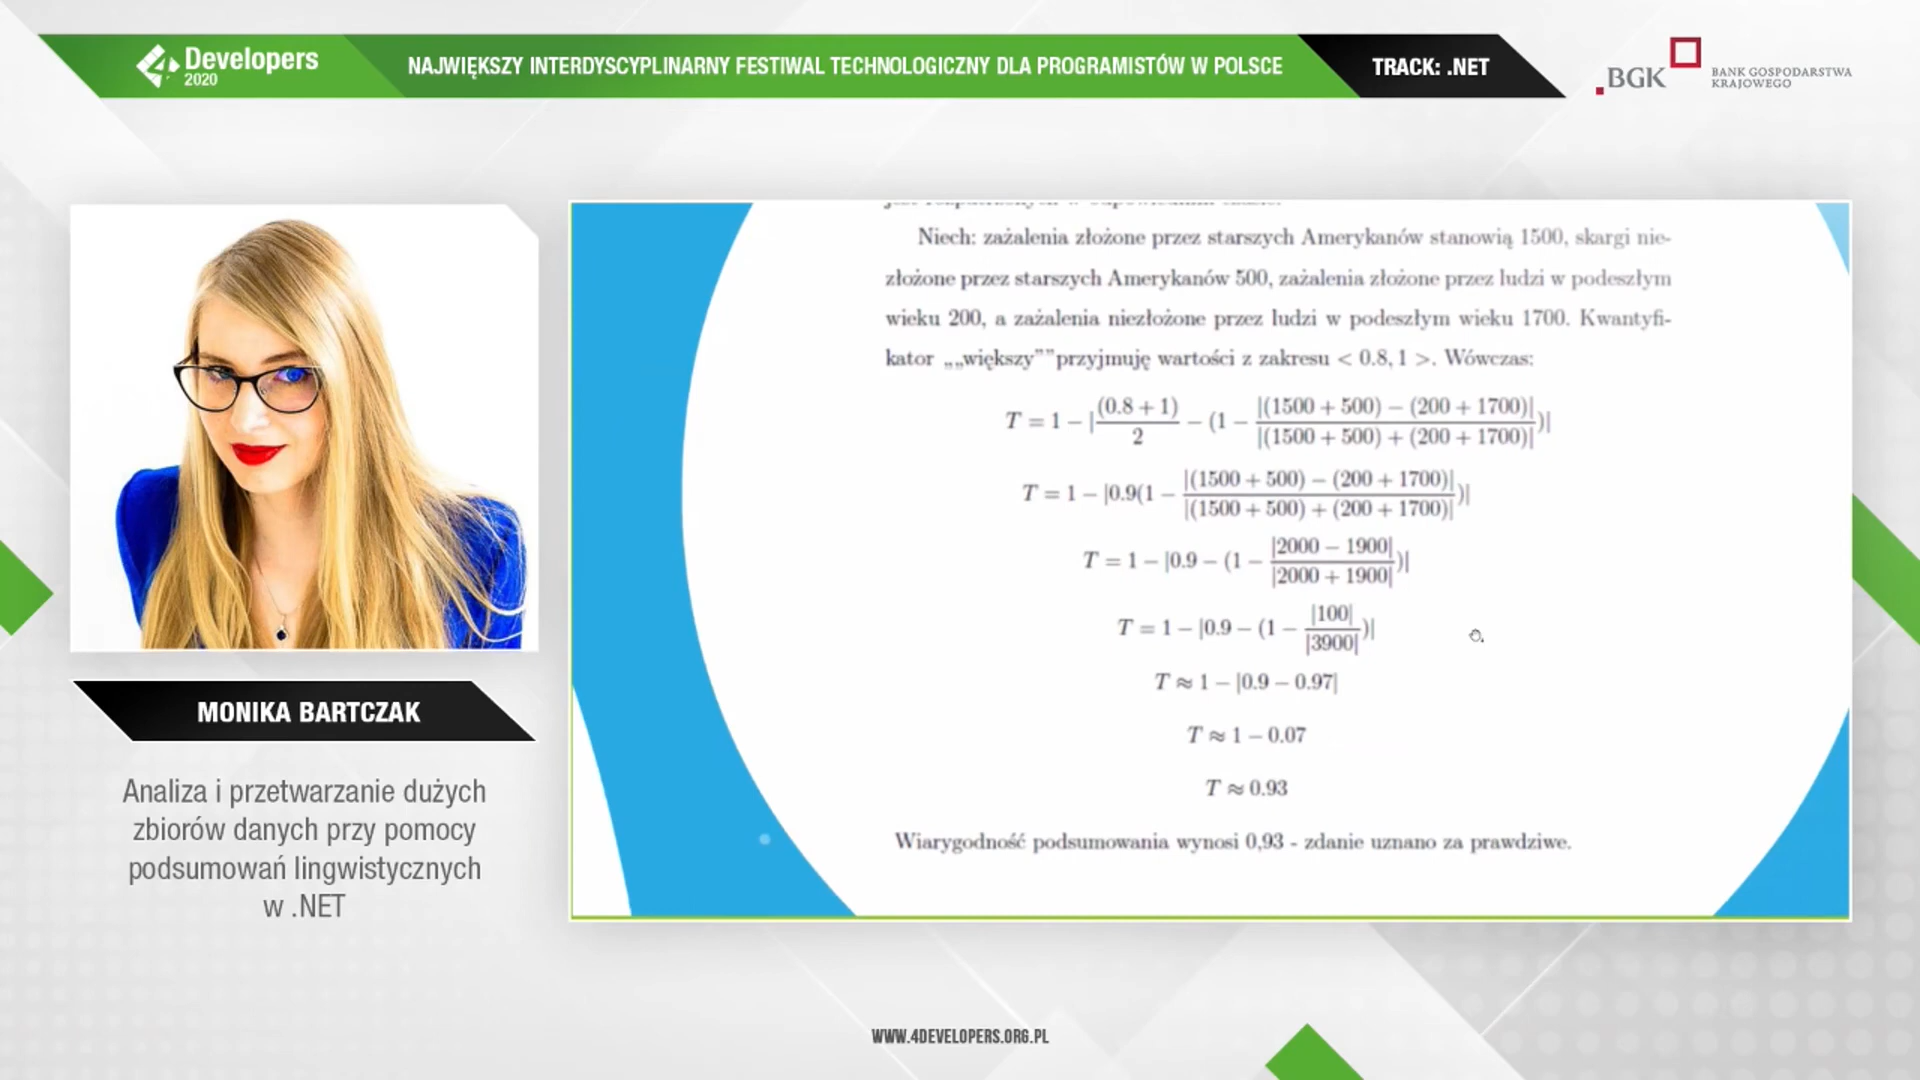 4 Developers
2020
NAJWIĘKSZY INTERDYSCYPLINARNY FESTIWAL TECHNOLOGICZNY DLA PROGRAMISTÓW W POLSCE
TRACK: .NET
BGK
BANK GOSPODARSTWA
KRAJOWEGO
Niech: zażalenia złożone przez starszych Amerykanów stanowią 1500, skargi nie-
złożone przez starszych Amerykanów 500, zażalenia złożone przez ludzi w podeszłym
wieku 200, a zażalenia niezłożone przez ludzi w podeszłym wieku 1700. Kwantyfi-
kator „„większy””przyjmuję wartości z zakresu < 0.8, 1 >. Wówczas:
T = 1 − |(0.8 + 1)/2 − (1 − |(1500 + 500) − (200 + 1700)|/|(1500 + 500) + (200 + 1700)|)|
T = 1 − |0.9(1 − |(1500 + 500) − (200 + 1700)|/|(1500 + 500) + (200 + 1700)|)|
T = 1 − |0.9 − (1 − |2000 − 1900|/|2000 + 1900|)|
T = 1 − |0.9 − (1 − |100|/|3900|)|
T ≈ 1 − |0.9 − 0.97|
T ≈ 1 − 0.07
T ≈ 0.93
Wiarygodność podsumowania wynosi 0,93 - zdanie uznano za prawdziwe.
MONIKA BARTCZAK
Analiza i przetwarzanie dużych
zbiorów danych przy pomocy
podsumowań lingwistycznych
w .NET
WWW.4DEVELOPERS.ORG.PL